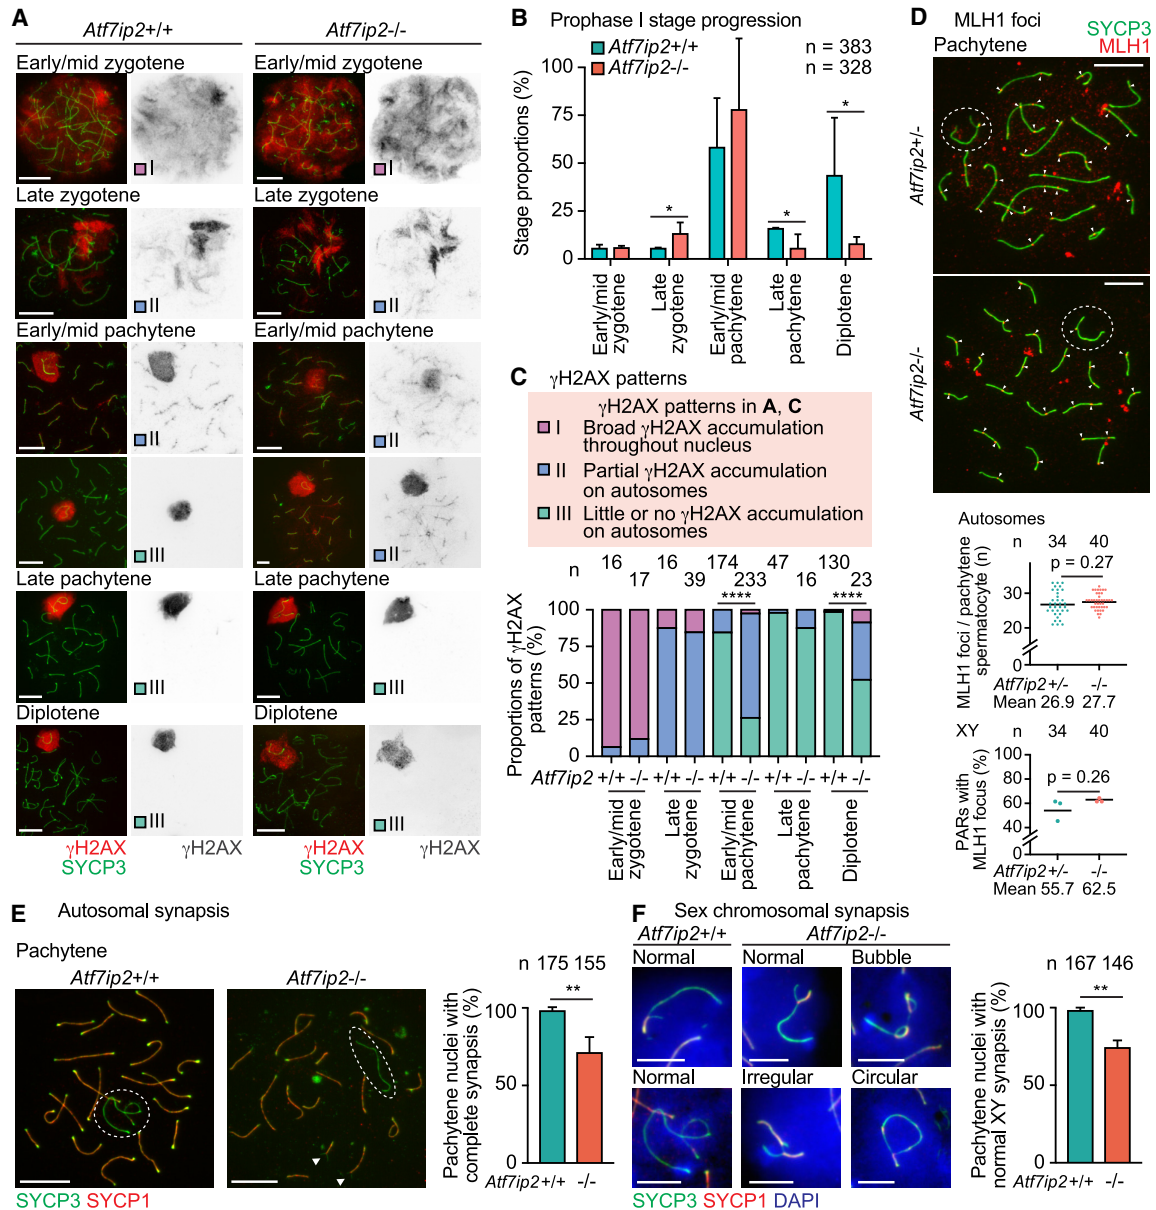 A
Atf7ip2+/+
Atf7ip2-/-
Early/mid zygotene
Early/mid zygotene
I
I
Late zygotene
Late zygotene
II
II
Early/mid pachytene
Early/mid pachytene
II
II
III
II
Late pachytene
Late pachytene
III
III
Diplotene
Diplotene
III
III
γH2AX
SYCP3
γH2AX
γH2AX
SYCP3
γH2AX
B Prophase I stage progression
Atf7ip2+/+ n = 383
Atf7ip2-/- n = 328
Stage proportions (%)
100
75
50
25
0
*
*
*
Early/mid
zygotene
Late
zygotene
Early/mid
pachytene
Late
pachytene
Diplotene
C γH2AX patterns
γH2AX patterns in A, C
I Broad γH2AX accumulation
throughout nucleus
II Partial γH2AX accumulation
on autosomes
III Little or no γH2AX accumulation
on autosomes
n
16 16 174 47 130
17 39 233 16 23
**** ****
Proportions of γH2AX
patterns (%)
100
75
50
25
0
Atf7ip2 +/+ -/- +/+ -/- +/+ -/- +/+ -/- +/+ -/-
Early/mid
zygotene
Late
zygotene
Early/mid
pachytene
Late
pachytene
Diplotene
D MLH1 foci
Pachytene
SYCP3
MLH1
Atf7ip2+/-
Atf7ip2-/-
Autosomes
n 34 40
p = 0.27
MLH1 foci / pachytene
spermatocyte (n)
30
20
0
Atf7ip2 +/- -/-
Mean 26.9 27.7
XY n 34 40
p = 0.26
PARs with
MLH1 focus (%)
80
60
40
0
Atf7ip2 +/- -/-
Mean 55.7 62.5
E Autosomal synapsis
Pachytene
Atf7ip2+/+
Atf7ip2-/-
SYCP3 SYCP1
n 175 155
**
Pachytene nuclei with
complete synapsis (%)
100
50
0
Atf7ip2+/+ -/-
F Sex chromosomal synapsis
Atf7ip2+/+
Atf7ip2-/-
Normal
Normal
Bubble
Normal
Irregular
Circular
SYCP3 SYCP1 DAPI
n 167 146
**
Pachytene nuclei with
normal XY synapsis (%)
100
50
0
Atf7ip2+/+ -/-